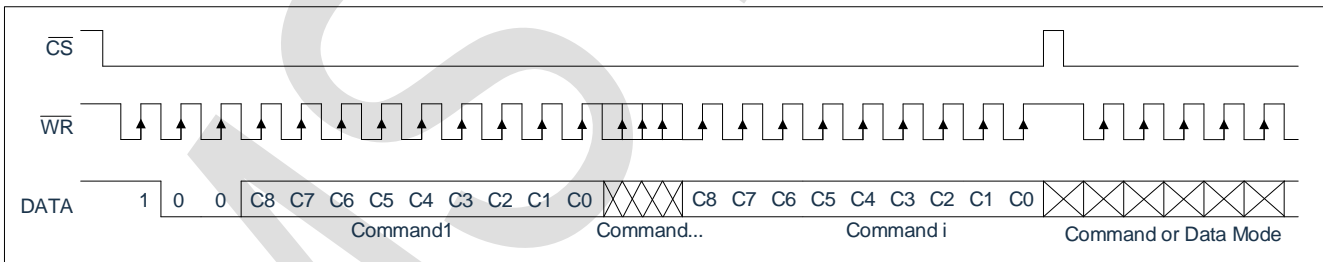 CS
WR
DATA 1 0 0 C8 C7 C6 C5 C4 C3 C2 C1 C0 C8 C7 C6 C5 C4 C3 C2 C1 C0
Command1 Command... Command i Command or Data Mode